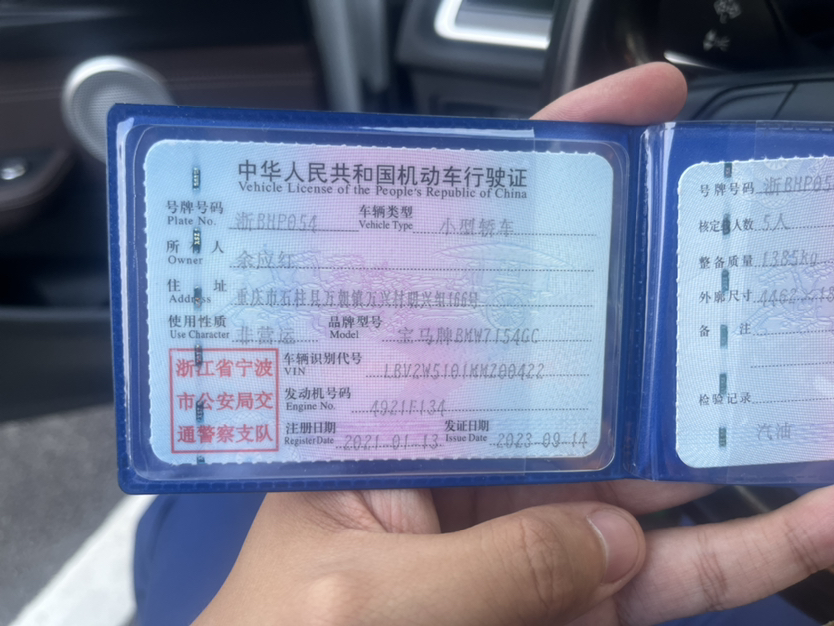 中华人民共和国机动车行驶证
Vehicle License of the People's Republic of China
号牌号码 Plate No. 浙BHP054 车辆类型 Vehicle Type 小型轿车
所有人 Owner 余应红
住址 Address 重庆市石柱县万朝镇万兴村明兴组166号
使用性质 Use Character 非营运 品牌型号 Model 宝马牌BMW7154GC
浙江省宁波
市公安局交
通警察支队
车辆识别代号 VIN LBV2W5101MMZ00422
发动机号码 Engine No. 4921F134
注册日期 Register Date 2021-01-13 发证日期 Issue Date 2023-09-14
号牌号码 浙BHP05
核定 人数 5人
整备质量 1385kg
外廓尺寸 4462
备注
检验记录
汽油